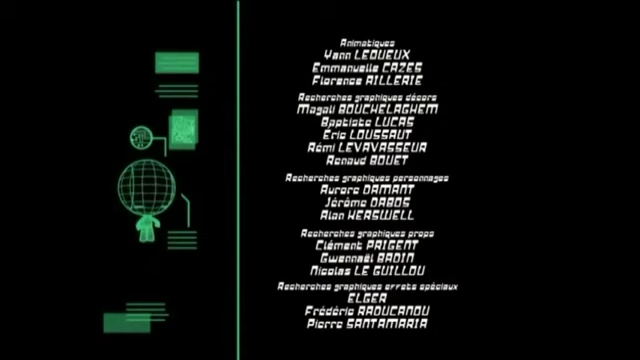 Animatiques
Yann LEQUEUX
Emmanuelle CAZES
Florence AILLERIE
Recherches graphiques décors
Magali BOUCHELAGHEM
Baptiste LUCAS
Éric LOUSSAUT
Rémi LEVAVASSEUR
Renaud BOUET
Recherches graphiques personnages
Aurore DAMANT
Jérôme DABOS
Alan KERSWELL
Recherches graphiques props
Clément PRIGENT
Gwennaël BADIN
Nicolas LE GUILLOU
Recherches graphiques effets spéciaux
ELGER
Frédéric RAOUCANDU
Pierre SANTAMARIA